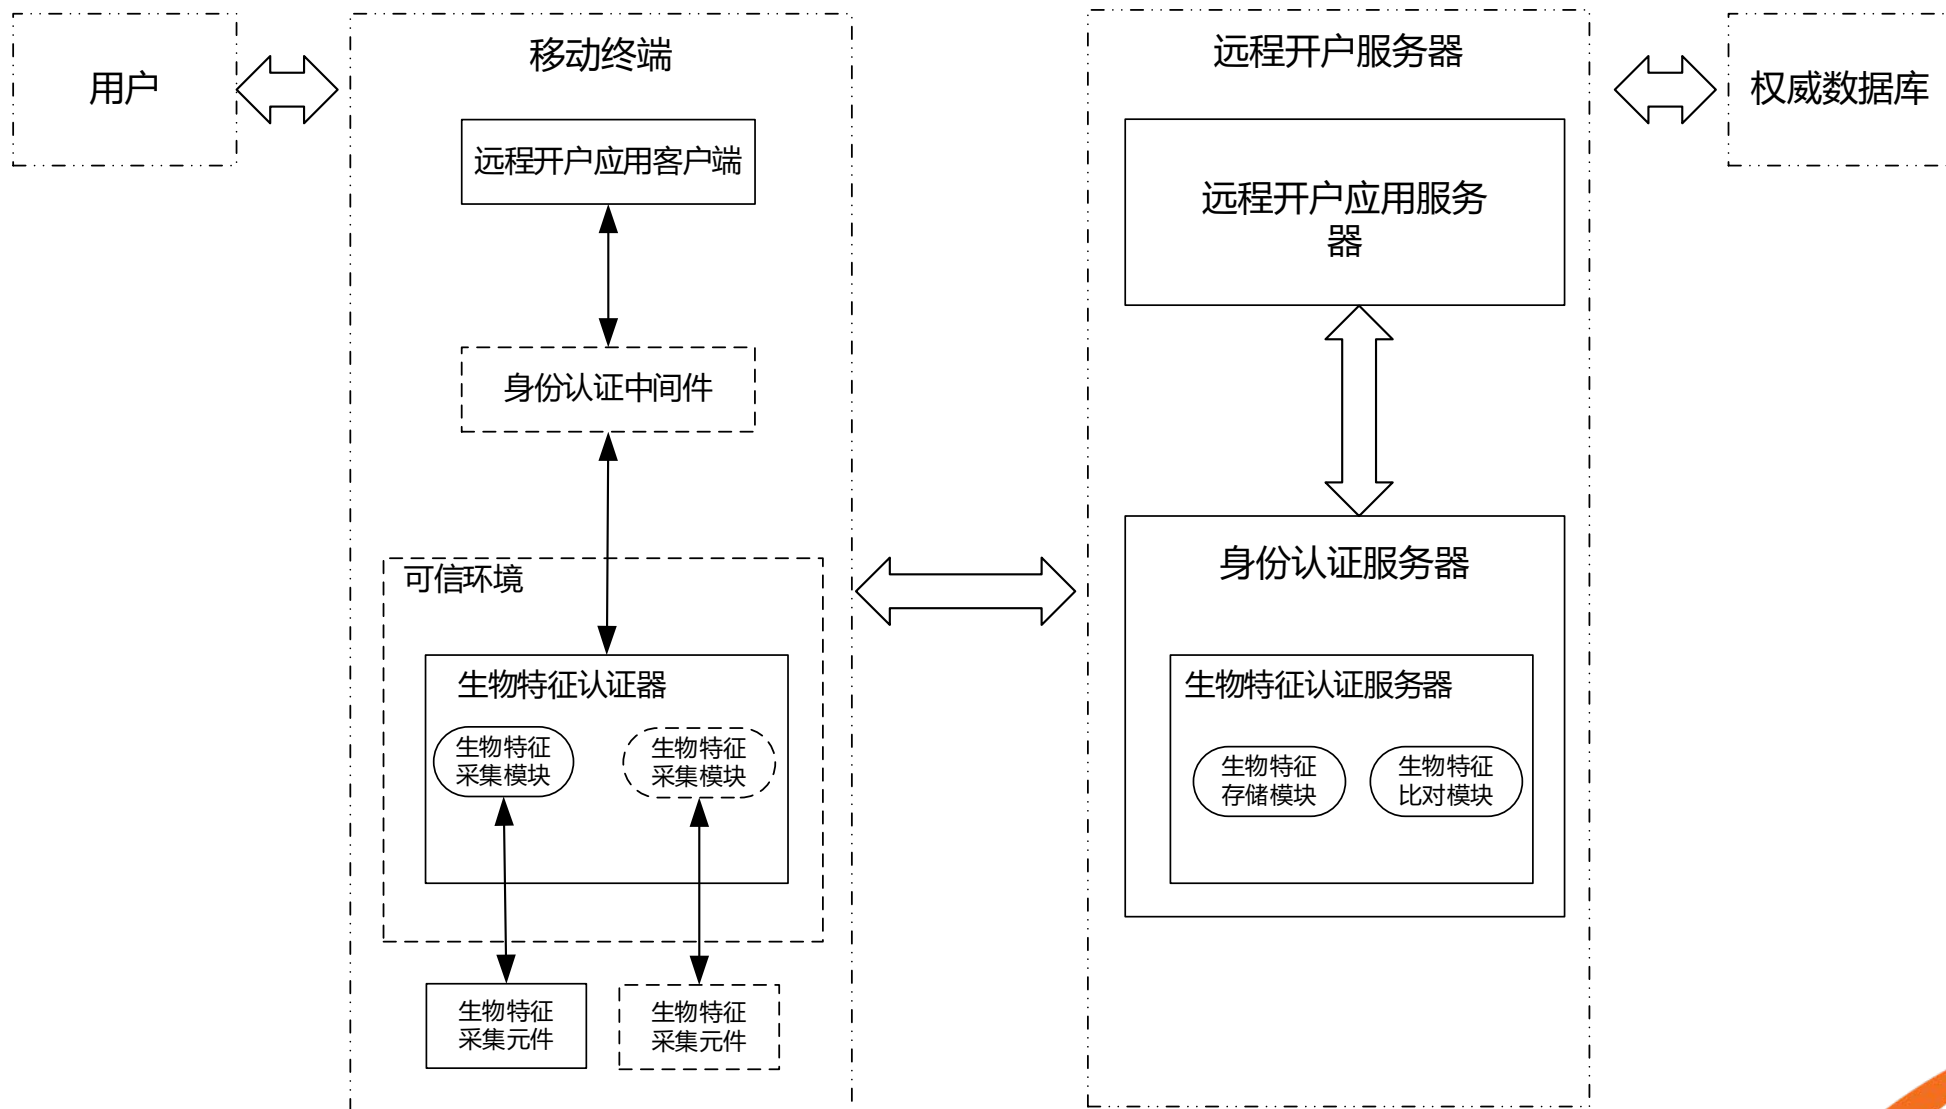 用户
移动终端
远程开户应用客户端
身份认证中间件
可信环境
生物特征认证器
生物特征
采集模块
生物特征
采集模块
生物特征
采集元件
生物特征
采集元件
远程开户服务器
远程开户应用服务
器
身份认证服务器
生物特征认证服务器
生物特征
存储模块
生物特征
比对模块
权威数据库